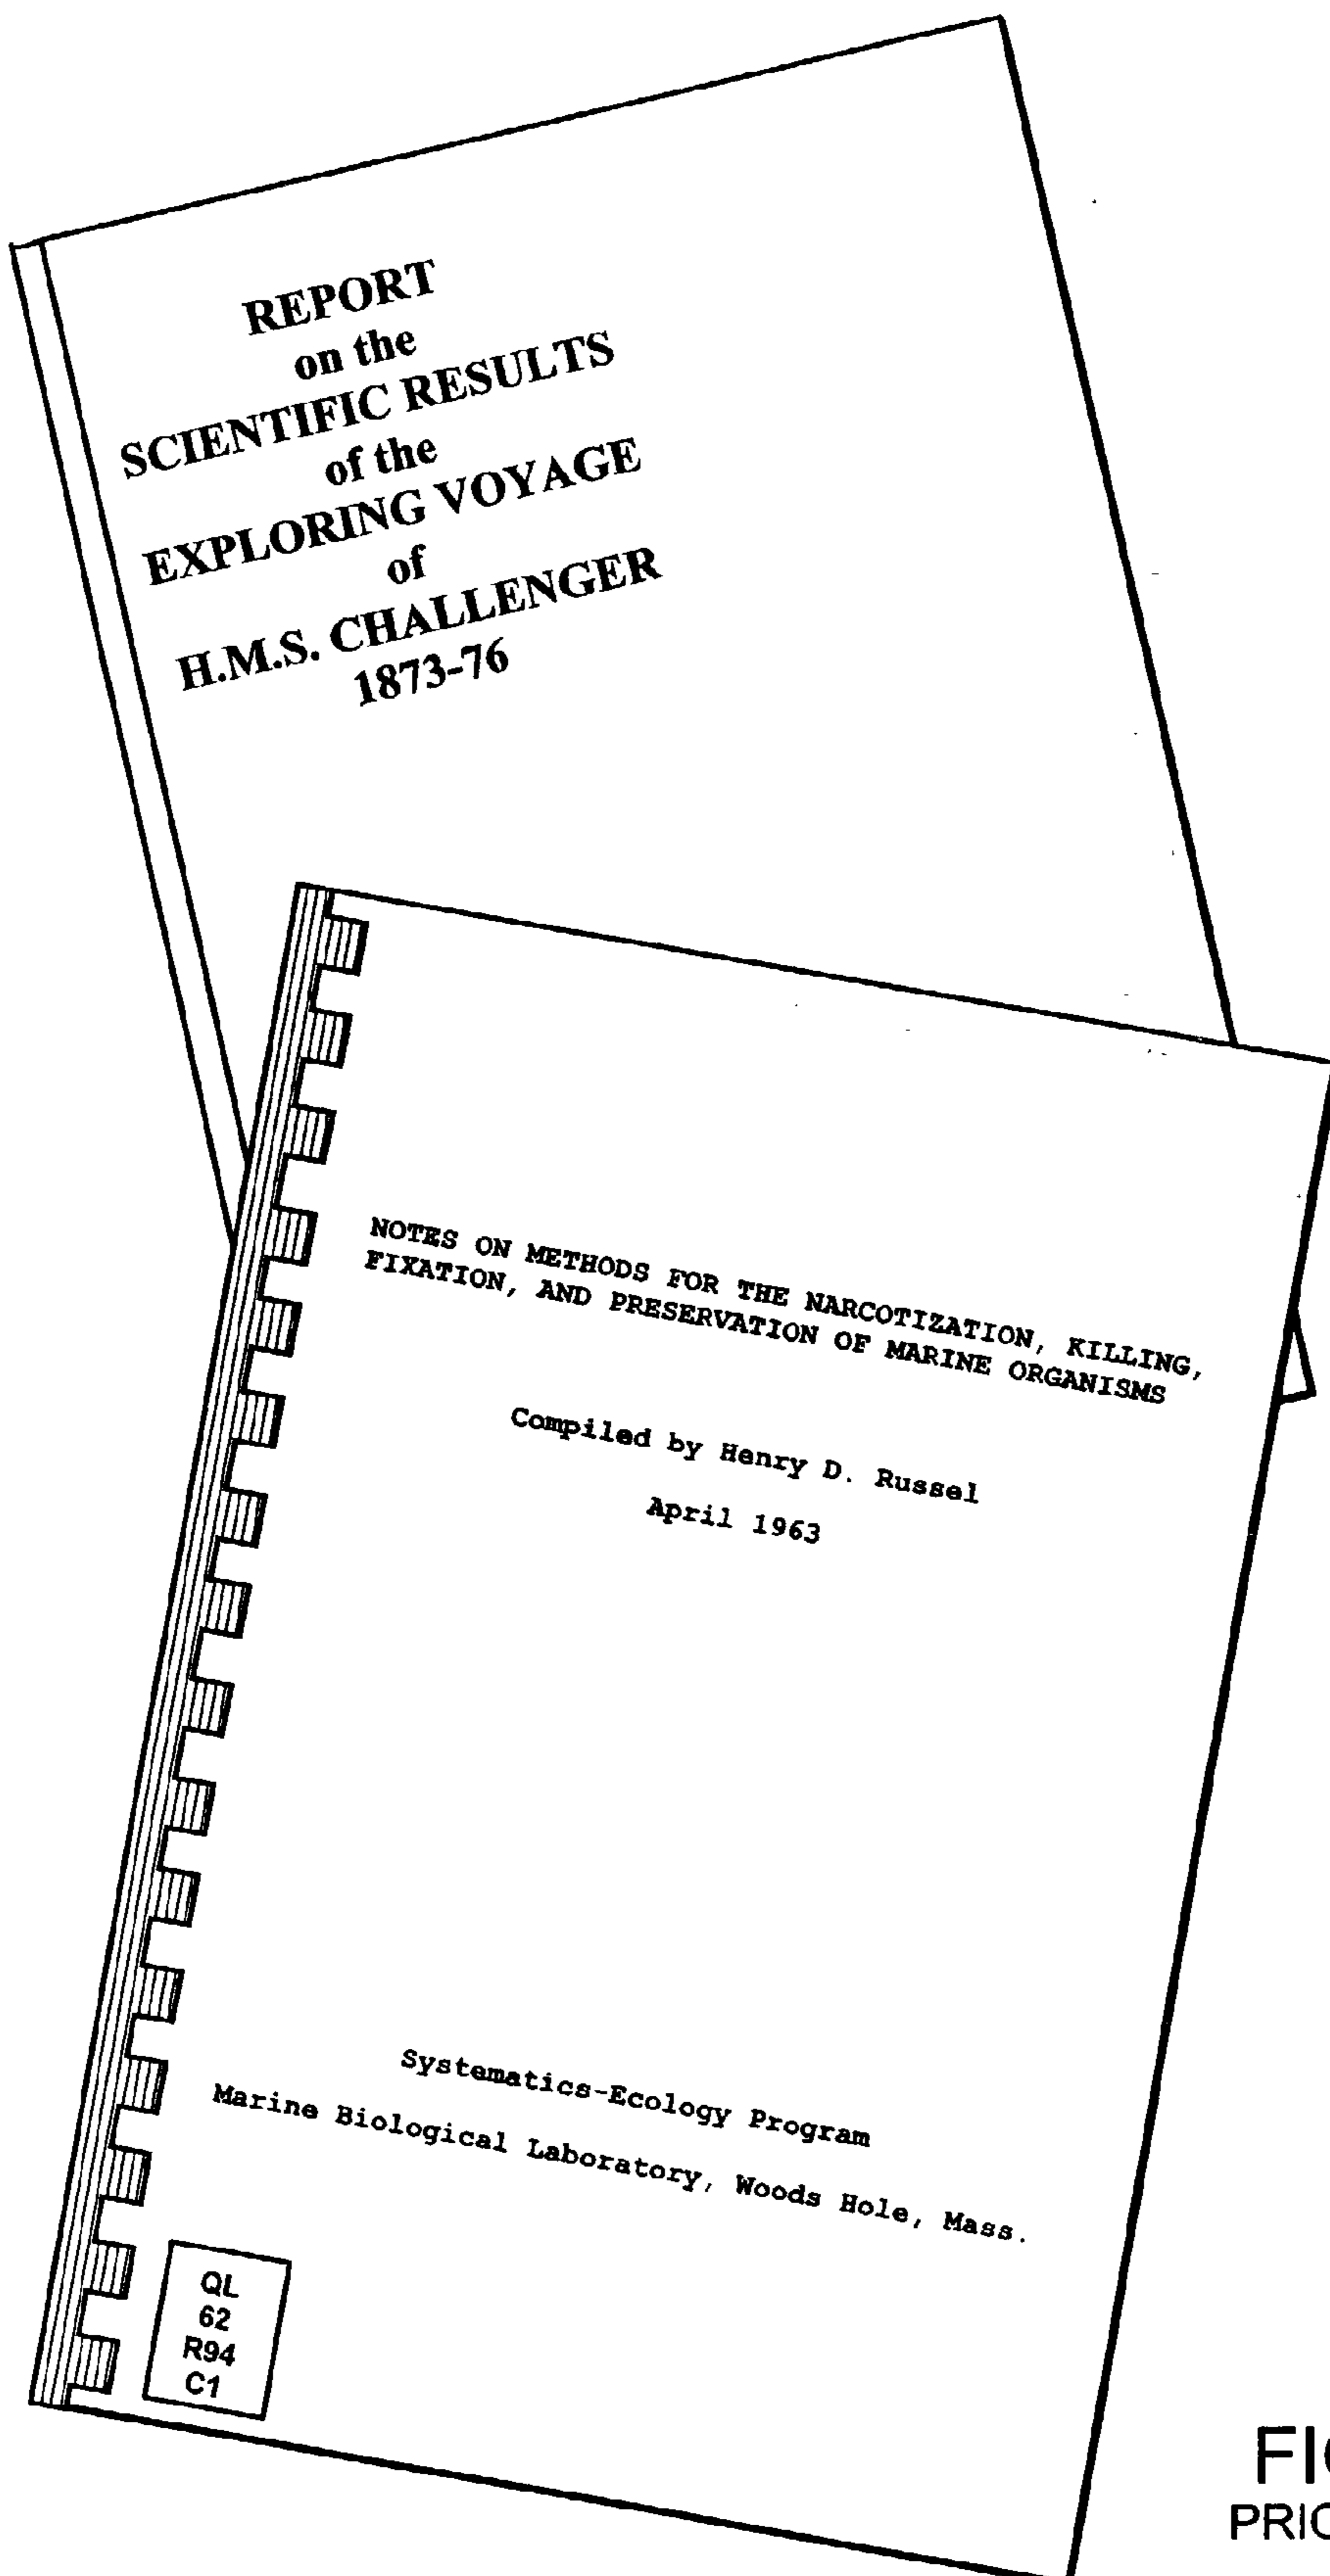 REPORT
on the
SCIENTIFIC RESULTS
of the
EXPLORING VOYAGE
of
H.M.S. CHALLENGER
1873-76
NOTES ON METHODS FOR THE NARCOTIZATION, KILLING,
FIXATION, AND PRESERVATION OF MARINE ORGANISMS
Compiled by Henry D. Russel
April 1963
Systematics-Ecology Program
Marine Biological Laboratory, Woods Hole, Mass.
QL
62
R94
C1